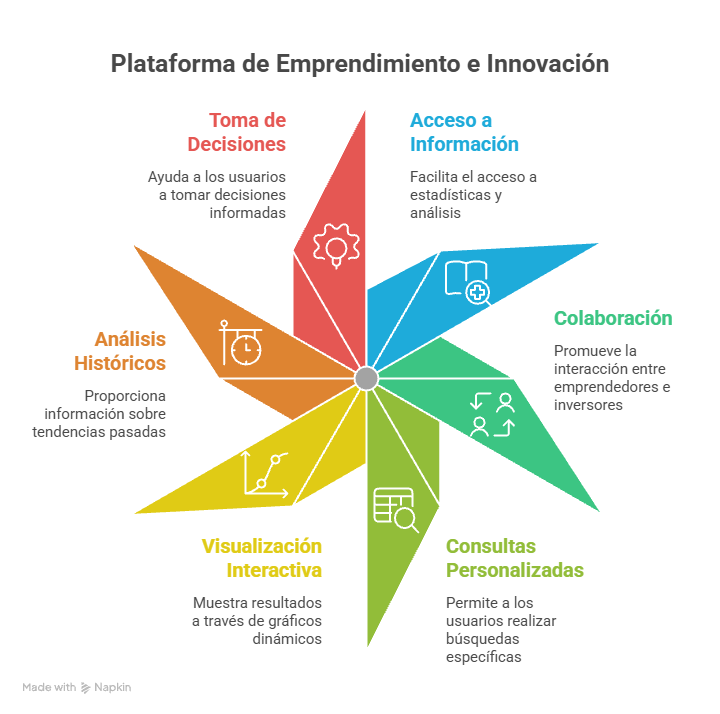 Plataforma de Emprendimiento e Innovación
Toma de
Decisiones
Ayuda a los usuarios
a tomar decisiones
informadas
Acceso a
Información
Facilita el acceso a
estadísticas y
análisis
Colaboración
Promueve la
interacción entre
emprendedores e
inversores
Análisis
Históricos
Proporciona
información sobre
tendencias pasadas
Visualización
Interactiva
Muestra resultados
a través de gráficos
dinámicos
Consultas
Personalizadas
Permite a los
usuarios realizar
búsquedas
específicas
Made with Napkin